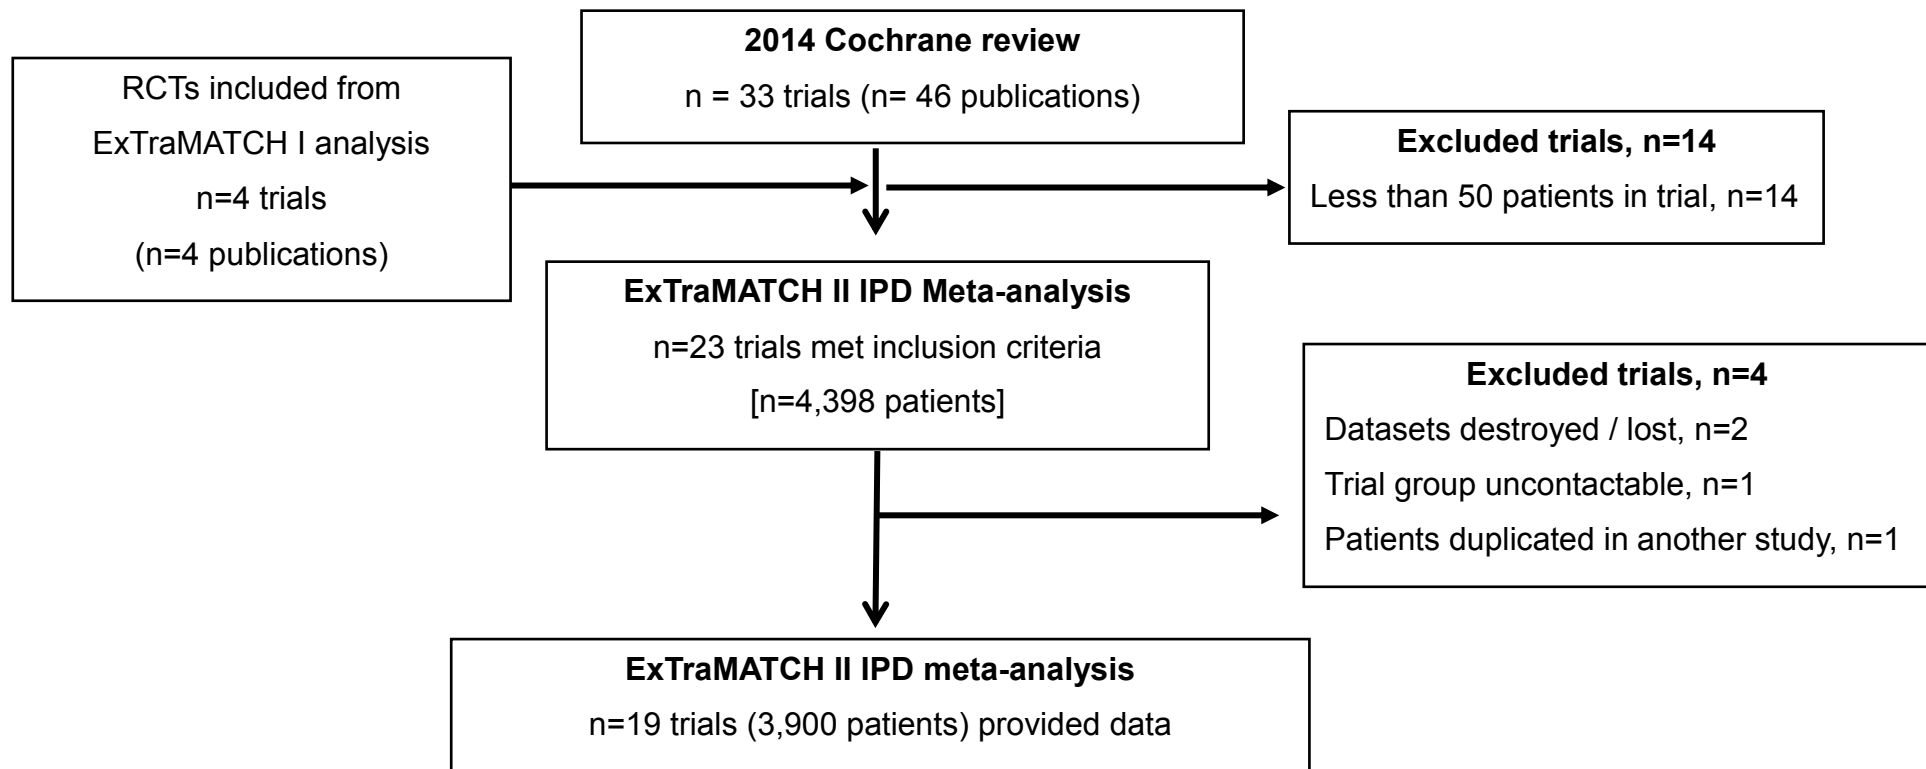 2014 Cochrane review
n = 33 trials (n= 46 publications)
RCTs included from
ExTraMATCH I analysis
n=4 trials
(n=4 publications)
Excluded trials, n=14
Less than 50 patients in trial, n=14
ExTraMATCH II IPD Meta-analysis
n=23 trials met inclusion criteria
[n=4,398 patients]
Excluded trials, n=4
Datasets destroyed / lost, n=2
Trial group uncontactable, n=1
Patients duplicated in another study, n=1
ExTraMATCH II IPD meta-analysis
n=19 trials (3,900 patients) provided data